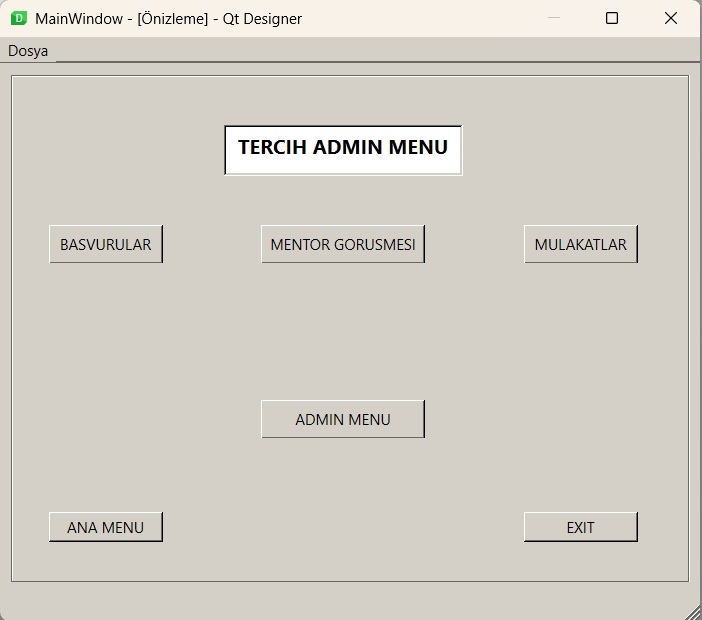 MainWindow - [Önizleme] - Qt Designer
Dosya
TERCIH ADMIN MENU
BASVURULAR
MENTOR GORUSMESI
MULAKATLAR
ADMIN MENU
ANA MENU
EXIT